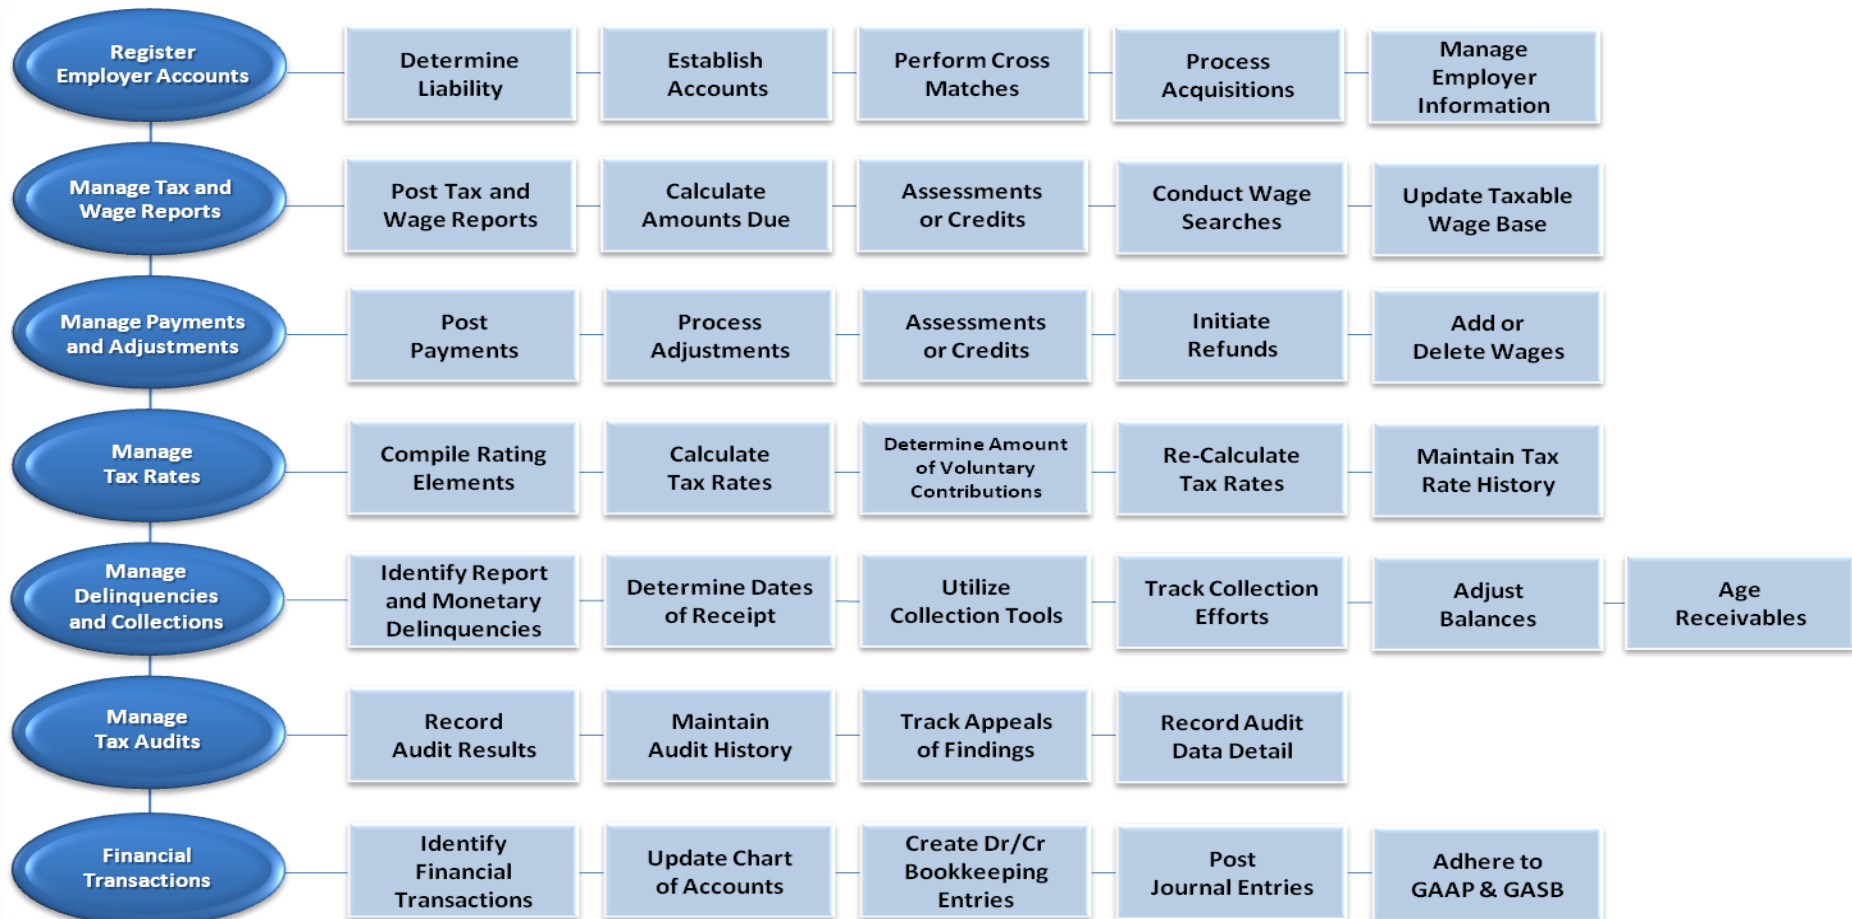 Register
Employer Accounts
Determine
Liability
Establish
Accounts
Perform Cross
Matches
Process
Acquisitions
Manage
Employer
Information
Manage Tax and
Wage Reports
Post Tax and
Wage Reports
Calculate
Amounts Due
Assessments
or Credits
Conduct Wage
Searches
Update Taxable
Wage Base
Manage Payments
and Adjustments
Post
Payments
Process
Adjustments
Assessments
or Credits
Initiate
Refunds
Add or
Delete Wages
Manage
Tax Rates
Compile Rating
Elements
Calculate
Tax Rates
Determine Amount
of Voluntary
Contributions
Re-Calculate
Tax Rates
Maintain Tax
Rate History
Manage
Delinquencies
and Collections
Identify Report
and Monetary
Delinquencies
Determine Dates
of Receipt
Utilize
Collection Tools
Track Collection
Efforts
Adjust
Balances
Age
Receivables
Manage
Tax Audits
Record
Audit Results
Maintain
Audit History
Track Appeals
of Findings
Record Audit
Data Detail
Financial
Transactions
Identify
Financial
Transactions
Update Chart
of Accounts
Create Dr/Cr
Bookkeeping
Entries
Post
Journal Entries
Adhere to
GAAP & GASB